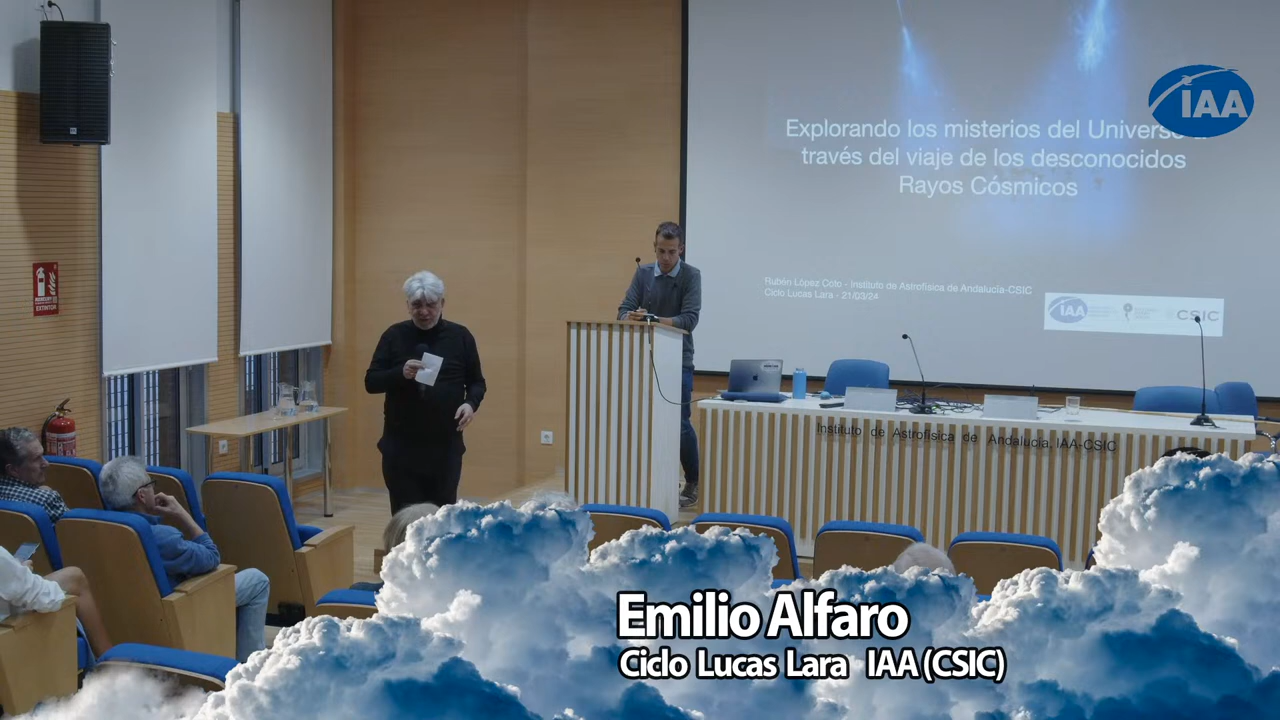 IAA
Explorando los misterios del Universo a
través del viaje de los desconocidos
Rayos Cósmicos
Rubén López Coto - Instituto de Astrofísica de Andalucía-CSIC
Ciclo Lucas Lara - 21/03/24
IAA
CSIC
EXTINTOR
Instituto de Astrofísica de Andalucía, IAA-CSIC
Emilio Alfaro
Ciclo Lucas Lara IAA (CSIC)